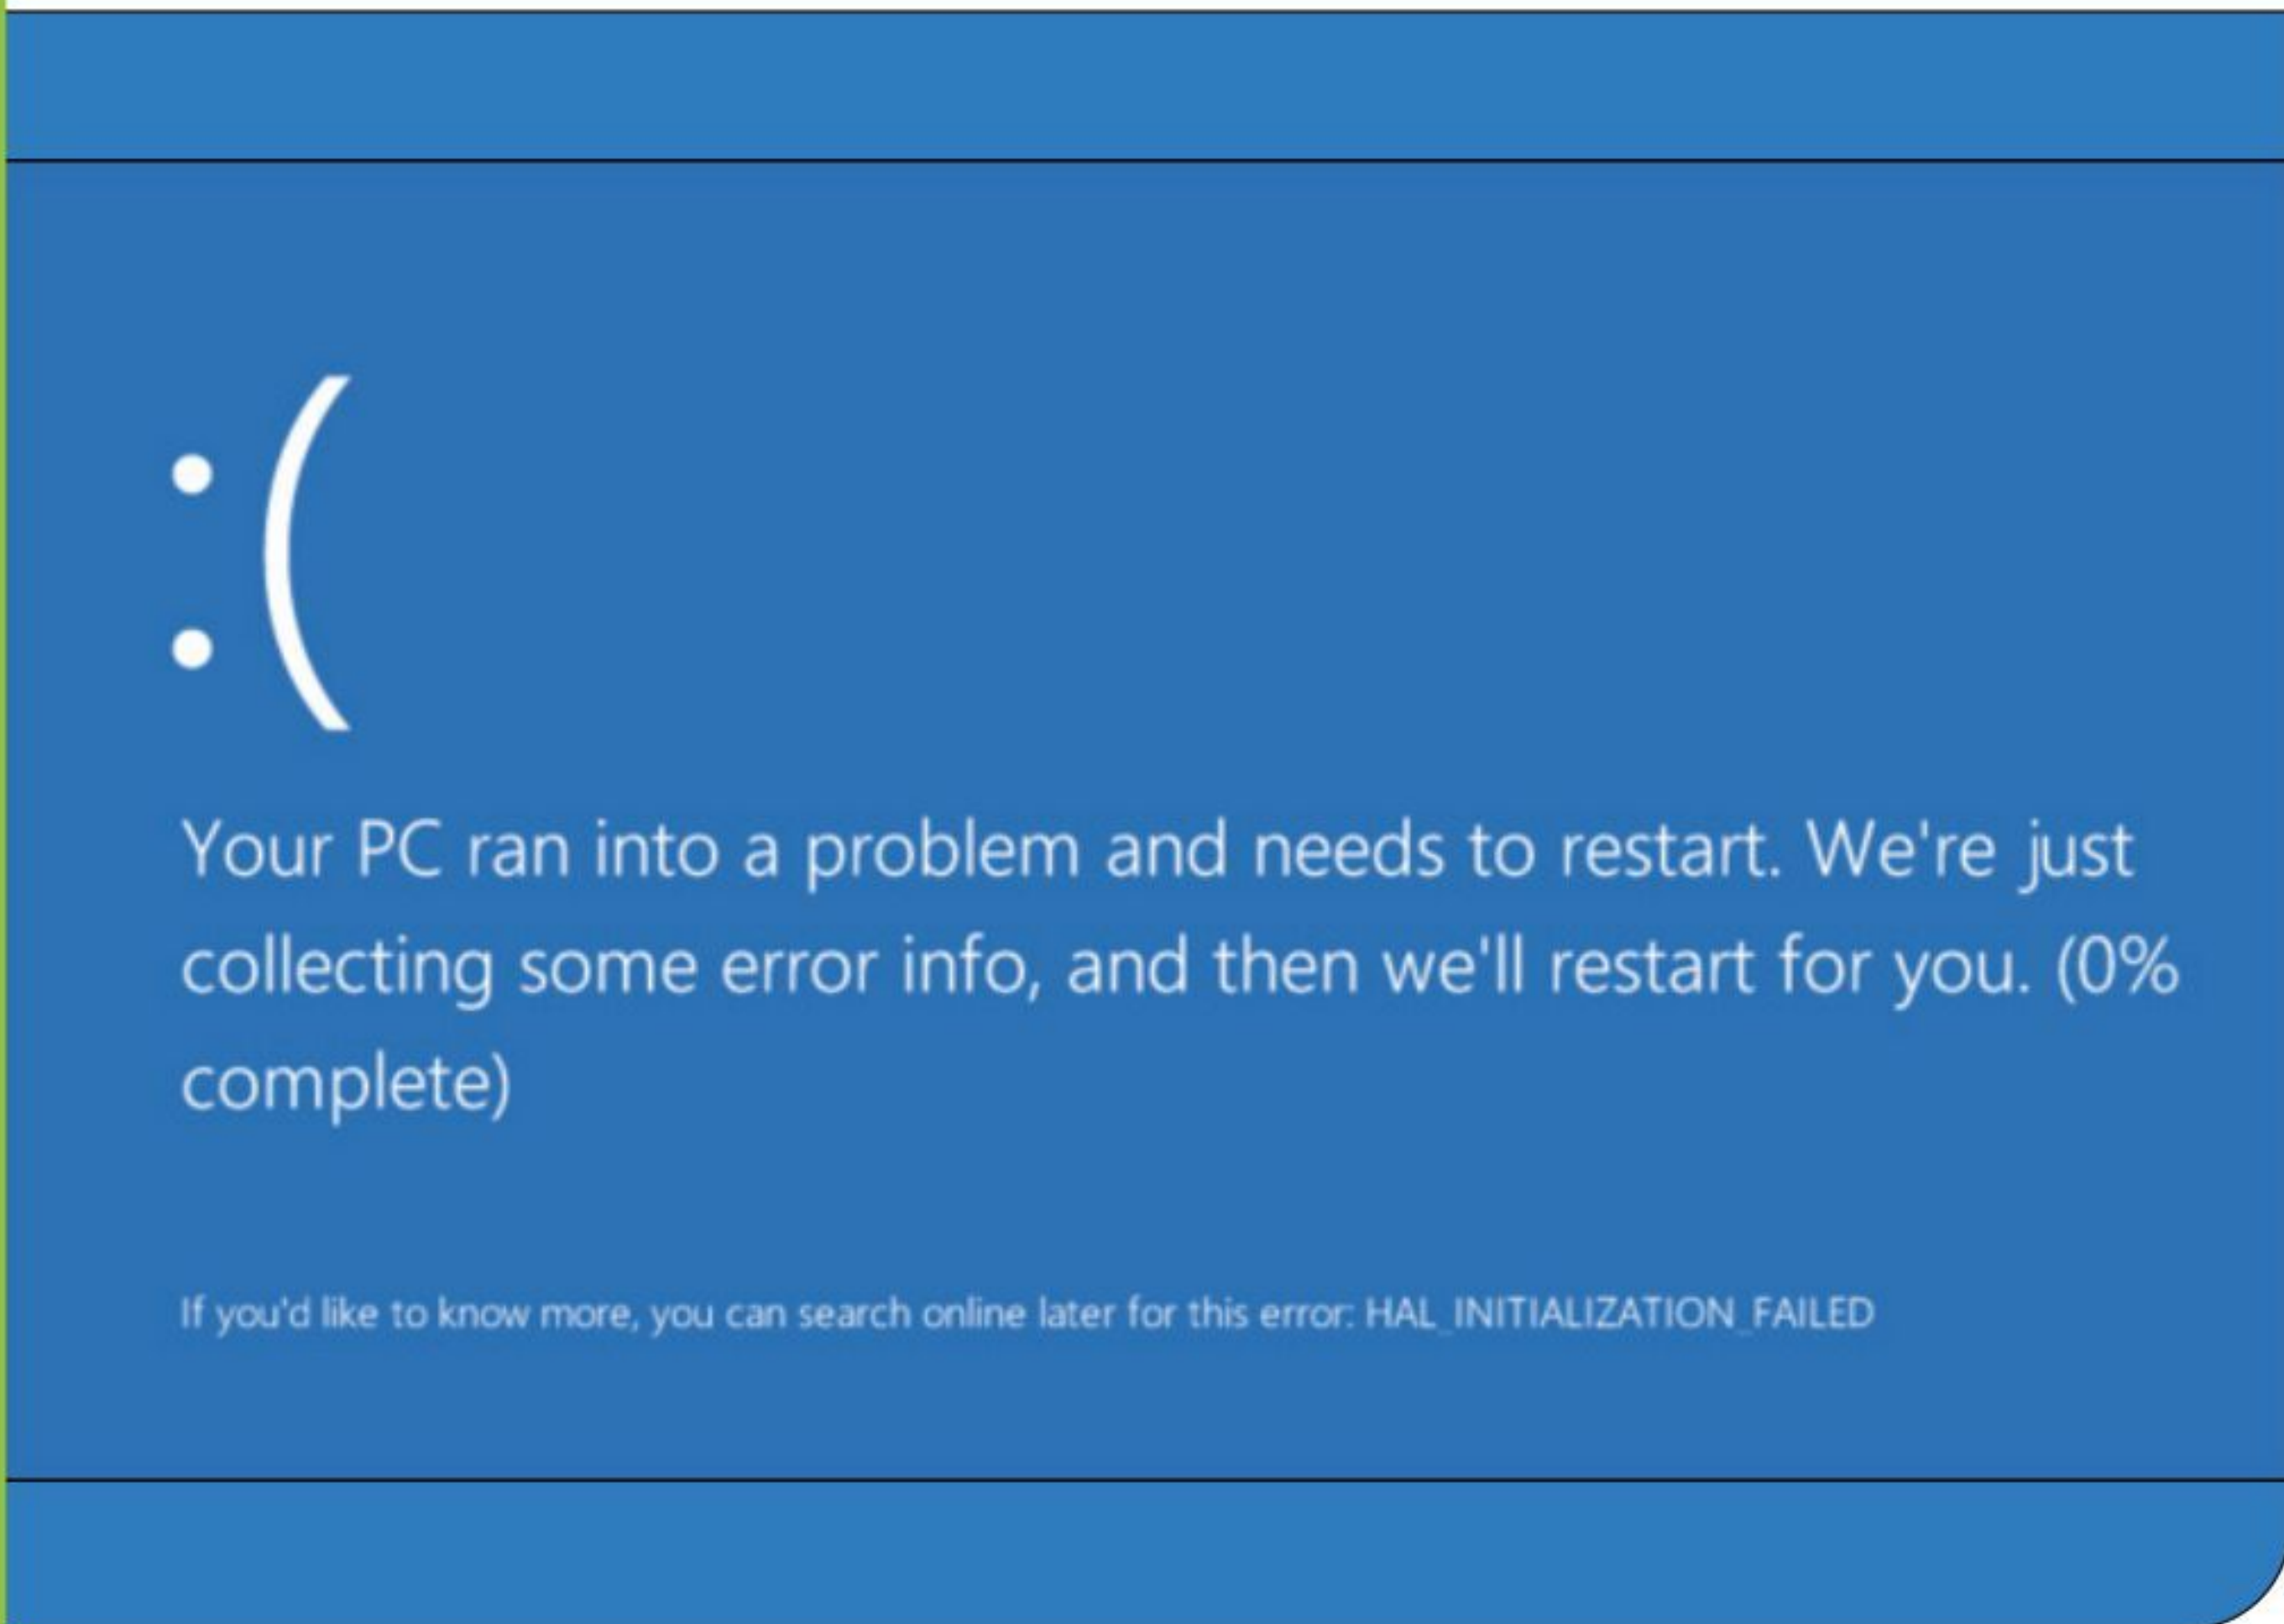 :(
Your PC ran into a problem and needs to restart. We're just
collecting some error info, and then we'll restart for you. (0%
complete)
If you'd like to know more, you can search online later for this error: HAL_INITIALIZATION_FAILED